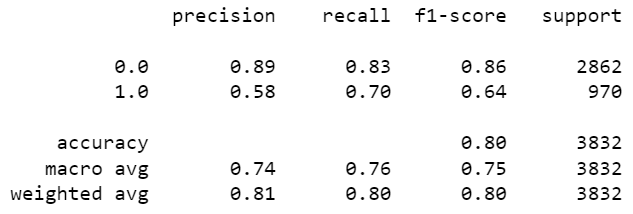 precision recall f1-score support
0.0 0.89 0.83 0.86 2862
1.0 0.58 0.70 0.64 970
accuracy 0.80 3832
macro avg 0.74 0.76 0.75 3832
weighted avg 0.81 0.80 0.80 3832